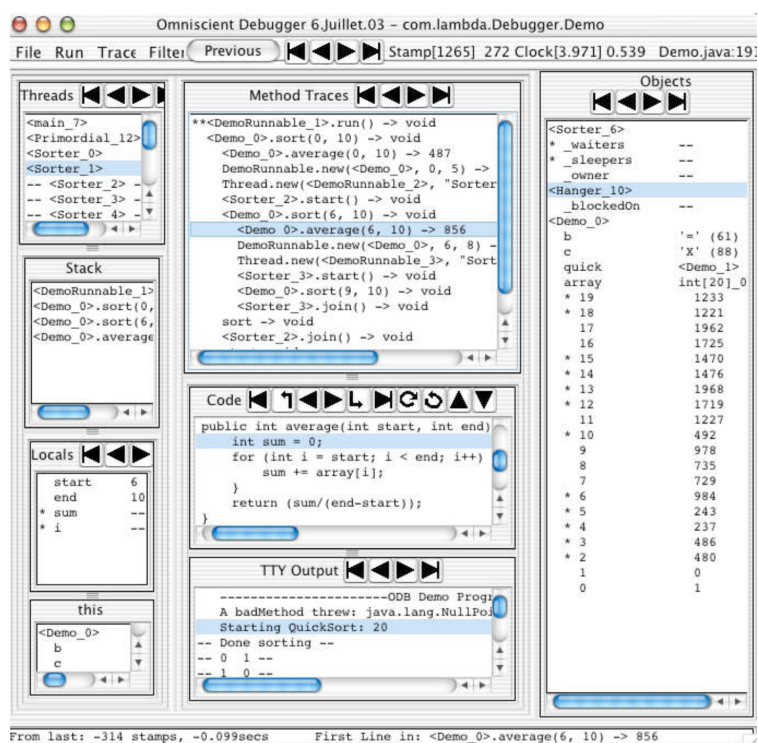 Omniscient Debugger 6.Juillet.03 – com.lambda.Debugger.Demo
File Run Trace Filter Previous Stamp[1265] 272 Clock[3.971] 0.539 Demo.java:191
Threads
<main_7>
<Primordial_12>
<Sorter_0>
<Sorter_1>
-- <Sorter_2> -
-- <Sorter_3> -
-- <Sorter 4> -
Stack
<DemoRunnable_1>
<Demo_0>.sort(0,
<Demo_0>.sort(6,
<Demo_0>.average
Locals
start 6
end 10
* sum --
* i --
this
<Demo_0>
b
c
Method Traces
**<DemoRunnable_1>.run() -> void
<Demo_0>.sort(0, 10) -> void
<Demo_0>.average(0, 10) -> 487
DemoRunnable.new(<Demo_0>, 0, 5) ->
Thread.new(<DemoRunnable_2>, "Sorter
<Sorter_2>.start() -> void
<Demo_0>.sort(6, 10) -> void
<Demo 0>.average(6, 10) -> 856
DemoRunnable.new(<Demo_0>, 6, 8) -
Thread.new(<DemoRunnable_3>, "Sort
<Sorter_3>.start() -> void
<Demo_0>.sort(9, 10) -> void
<Sorter_3>.join() -> void
sort -> void
<Sorter_2>.join() -> void
Code
public int average(int start, int end)
int sum = 0;
for (int i = start; i < end; i++)
sum += array[i];
}
return (sum/(end-start));
}
TTY Output
----------------------ODB Demo Progr
A badMethod threw: java.lang.NullPoi
Starting QuickSort: 20
-- Done sorting --
-- 0 1 --
-- 1 0 --
Objects
<Sorter_6>
* _waiters --
* _sleepers --
_owner --
<Hanger_10>
_blockedOn --
<Demo_0>
b '=' (61)
c 'X' (88)
quick <Demo_1>
array int[20]_0
* 19 1233
* 18 1221
17 1962
16 1725
* 15 1470
* 14 1476
* 13 1968
* 12 1719
11 1227
* 10 492
9 978
8 735
7 729
* 6 984
* 5 243
* 4 237
* 3 486
* 2 480
1 0
0 1
From last: -314 stamps, -0.099secs First Line in: <Demo_0>.average(6, 10) -> 856